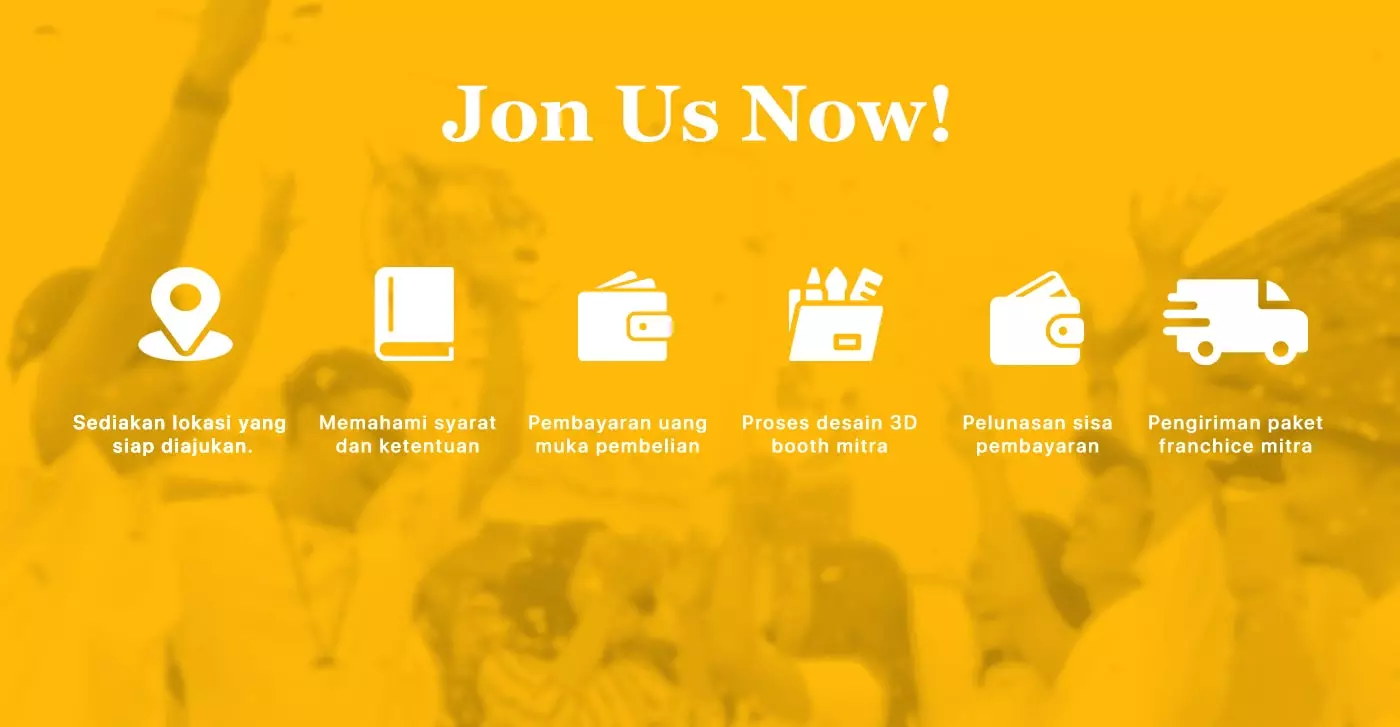 Jon Us Now!
Sediakan lokasi yang
siap diajukan.
Memahami syarat
dan ketentuan
Pembayaran uang
muka pembelian
Proses desain 3D
booth mitra
Pelunasan sisa
pembayaran
Pengiriman paket
franchice mitra